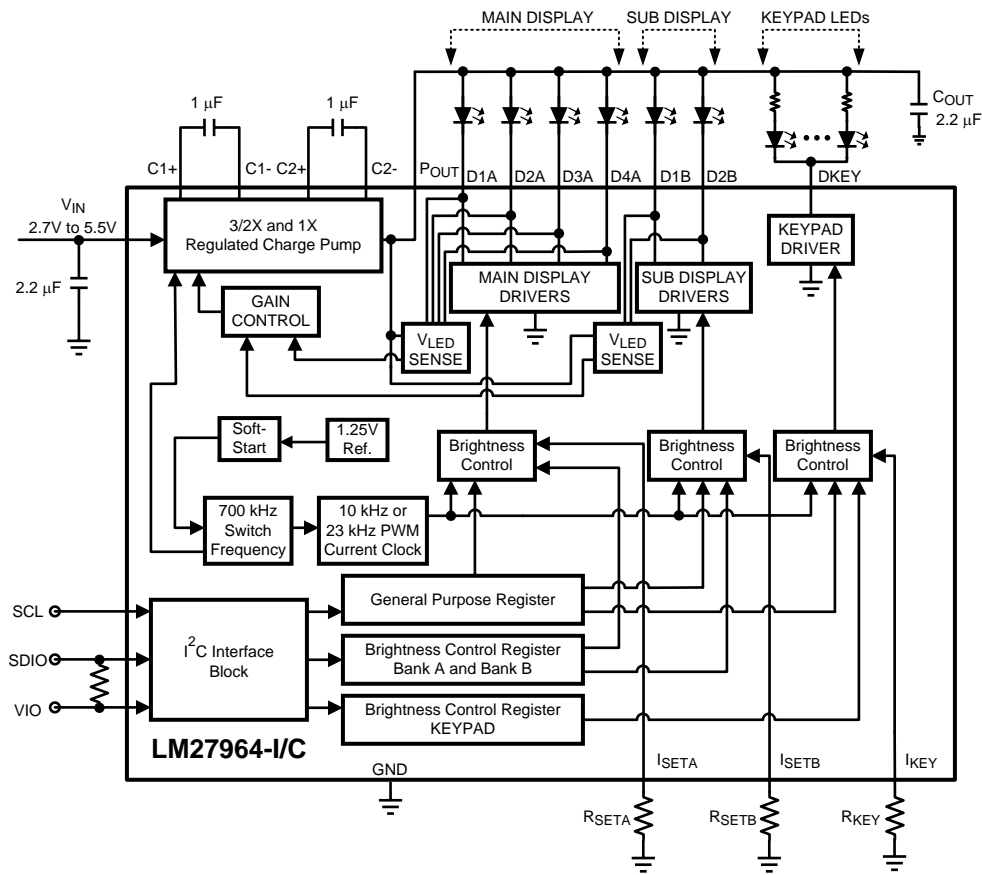 MAIN DISPLAY
SUB DISPLAY
KEYPAD LEDs
1 µF
1 µF
COUT
2.2 µF
C1+
C1-
C2+
C2-
POUT
D1A
D2A
D3A
D4A
D1B
D2B
DKEY
VIN
2.7V to 5.5V
2.2 µF
3/2X and 1X
Regulated Charge Pump
KEYPAD
DRIVER
MAIN DISPLAY
DRIVERS
SUB DISPLAY
DRIVERS
GAIN
CONTROL
VLED
SENSE
VLED
SENSE
Soft-
Start
1.25V
Ref.
Brightness
Control
Brightness
Control
Brightness
Control
700 kHz
Switch
Frequency
10 kHz or
23 kHz PWM
Current Clock
SCL
SDIO
VIO
I2C Interface
Block
General Purpose Register
Brightness Control Register
Bank A and Bank B
Brightness Control Register
KEYPAD
LM27964-I/C
GND
ISETA
ISETB
IKEY
RSETA
RSETB
RKEY